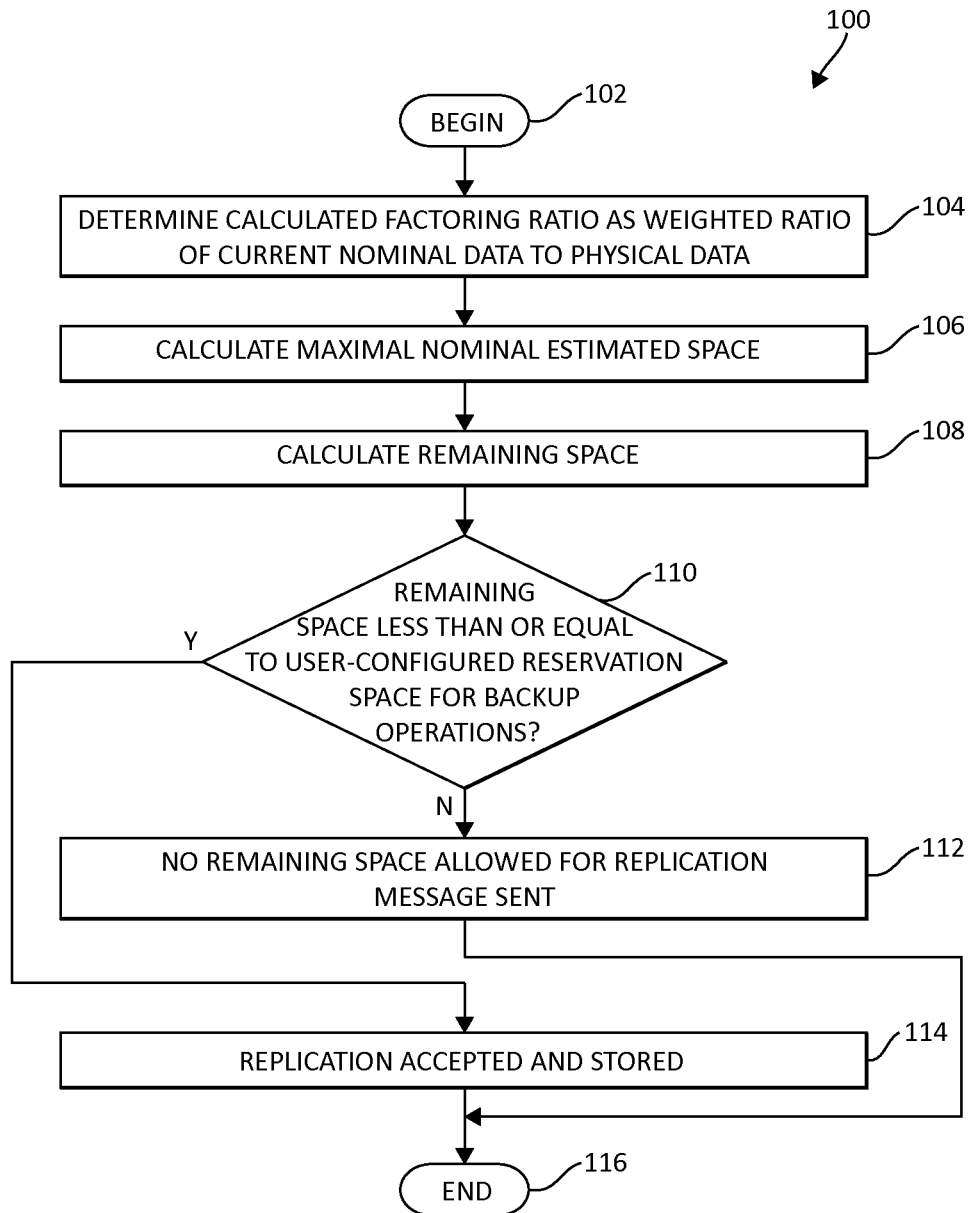 100
BEGIN
102
DETERMINE CALCULATED FACTORING RATIO AS WEIGHTED RATIO
OF CURRENT NOMINAL DATA TO PHYSICAL DATA
104
CALCULATE MAXIMAL NOMINAL ESTIMATED SPACE
106
CALCULATE REMAINING SPACE
108
REMAINING
SPACE LESS THAN OR EQUAL
TO USER-CONFIGURED RESERVATION
SPACE FOR BACKUP
OPERATIONS?
110
Y
N
NO REMAINING SPACE ALLOWED FOR REPLICATION
MESSAGE SENT
112
REPLICATION ACCEPTED AND STORED
114
END
116